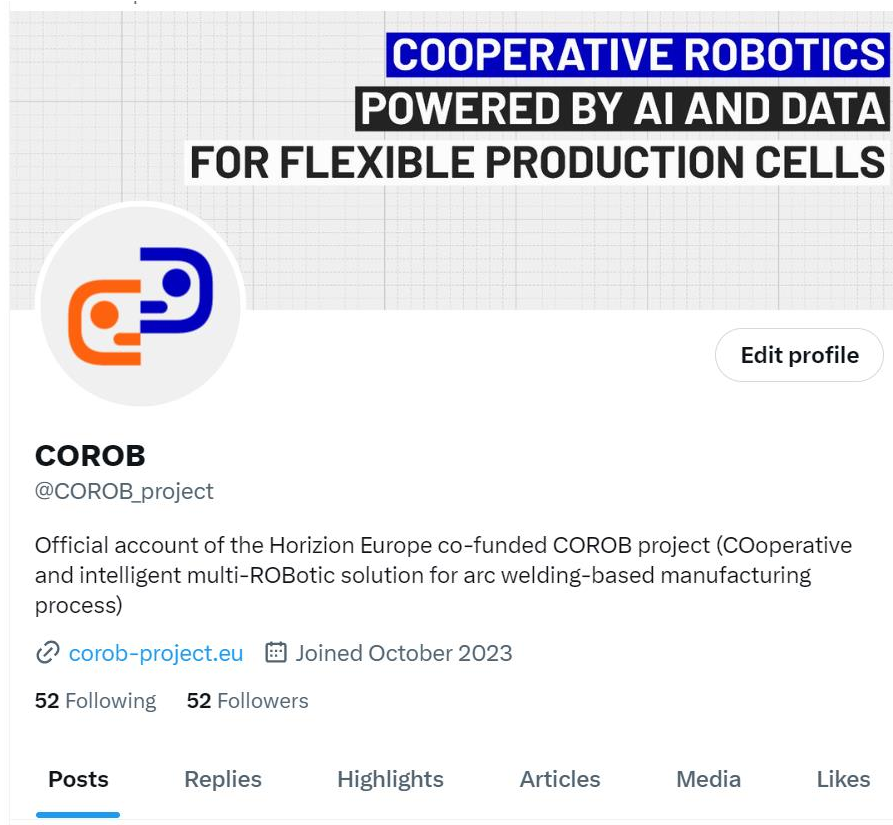 COOPERATIVE ROBOTICS
POWERED BY AI AND DATA
FOR FLEXIBLE PRODUCTION CELLS
Edit profile
COROB
@COROB_project
Official account of the Horizion Europe co-funded COROB project (COoperative
and intelligent multi-ROBotic solution for arc welding-based manufacturing
process)
corob-project.eu Joined October 2023
52 Following 52 Followers
Posts Replies Highlights Articles Media Likes